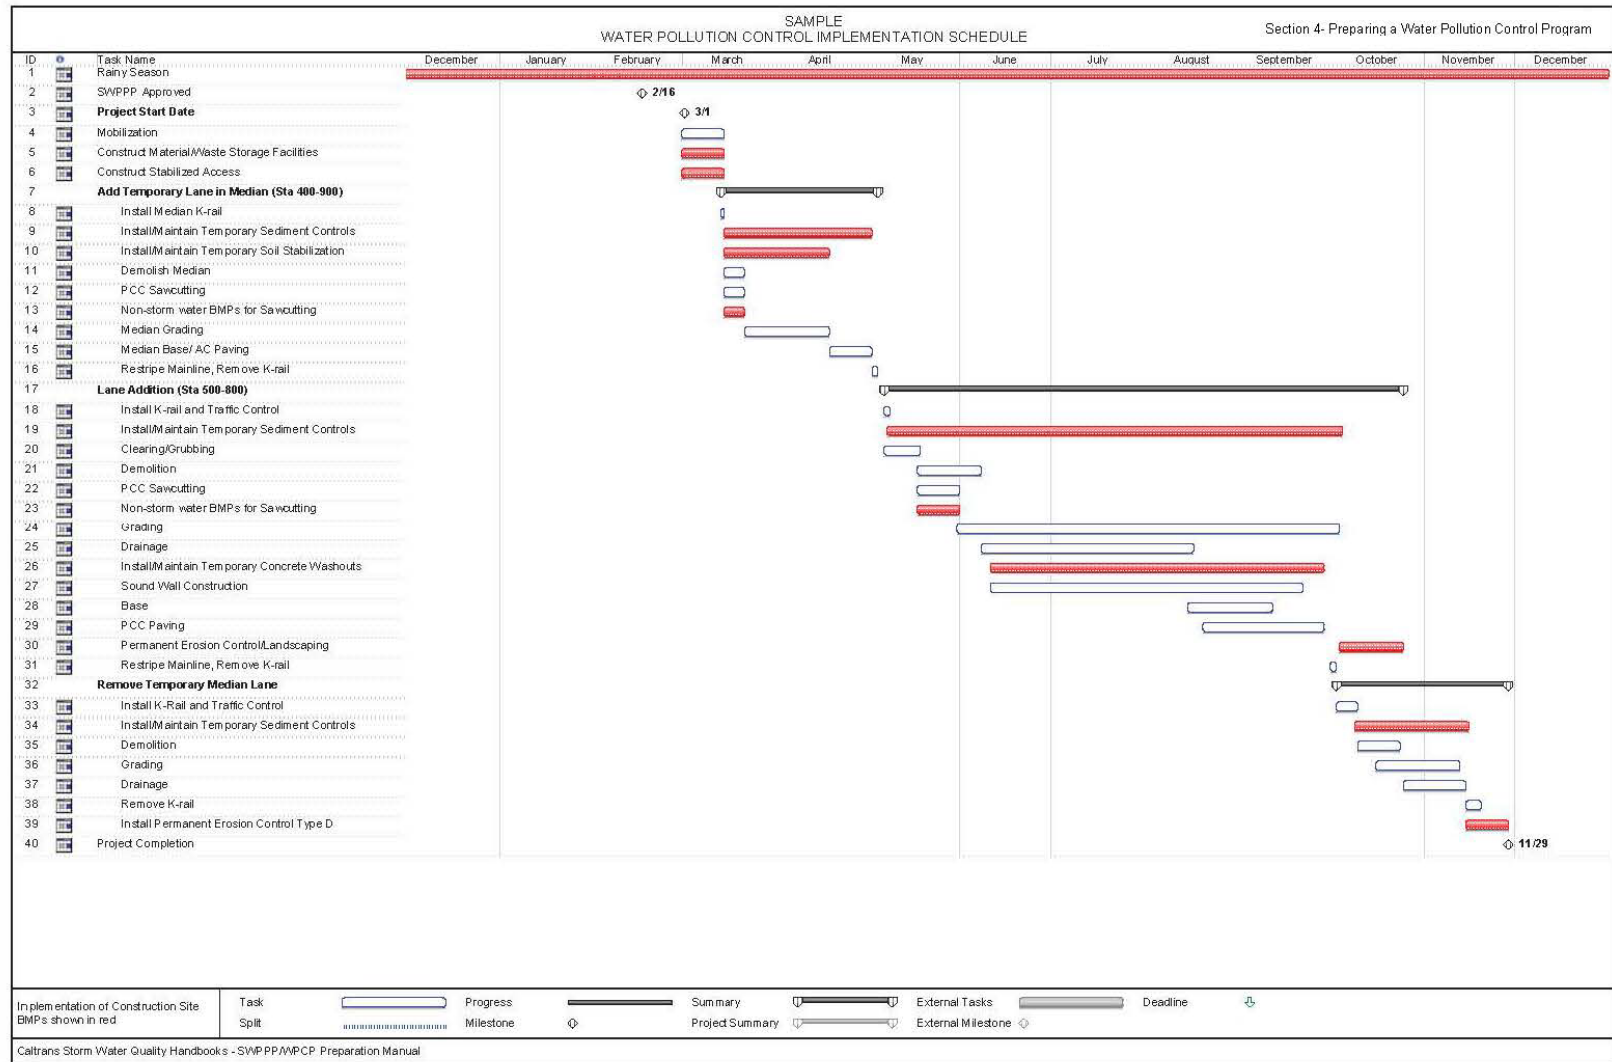 SAMPLE
WATER POLLUTION CONTROL IMPLEMENTATION SCHEDULE
Section 4- Preparing a Water Pollution Control Program
ID Task Name December January February March April May June July August September October November December
1 Rainy Season
2 SWPPP Approved 2/16
3 Project Start Date 3/1
4 Mobilization
5 Construct Material/Waste Storage Facilities
6 Construct Stabilized Access
7 Add Temporary Lane in Median (Sta 400-900)
8 Install Median K-rail
9 Install/Maintain Temporary Sediment Controls
10 Install/Maintain Temporary Soil Stabilization
11 Demolish Median
12 PCC Sawcutting
13 Non-storm water BMPs for Sawcutting
14 Median Grading
15 Median Base/ AC Paving
16 Restripe Mainline, Remove K-rail
17 Lane Addition (Sta 500-800)
18 Install K-rail and Traffic Control
19 Install/Maintain Temporary Sediment Controls
20 Clearing/Grubbing
21 Demolition
22 PCC Sawcutting
23 Non-storm water BMPs for Sawcutting
24 Grading
25 Drainage
26 Install/Maintain Temporary Concrete Washouts
27 Sound Wall Construction
28 Base
29 PCC Paving
30 Permanent Erosion Control/Landscaping
31 Restripe Mainline, Remove K-rail
32 Remove Temporary Median Lane
33 Install K-Rail and Traffic Control
34 Install/Maintain Temporary Sediment Controls
35 Demolition
36 Grading
37 Drainage
38 Remove K-rail
39 Install Permanent Erosion Control Type D
40 Project Completion 11/29
Implementation of Construction Site
BMPs shown in red
Task Progress Summary External Tasks Deadline
Split Milestone Project Summary External Milestone
Caltrans Storm Water Quality Handbooks - SWPPP/WPCP Preparation Manual